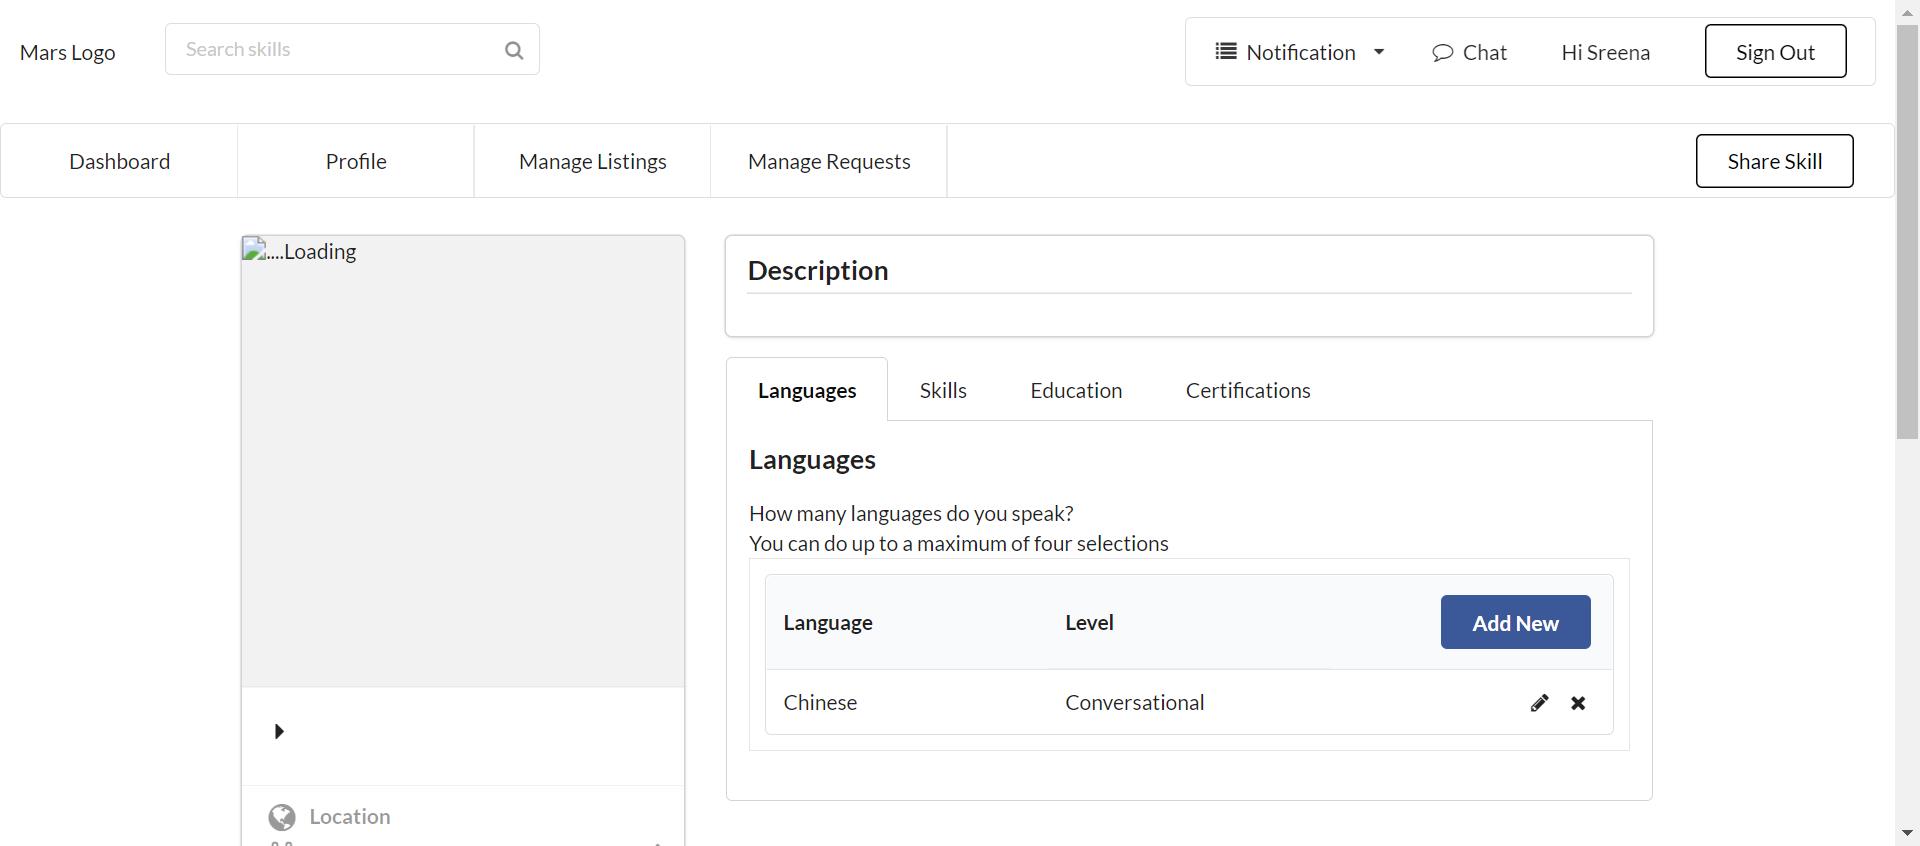 Mars Logo
Search skills
Notification
Chat
Hi Sreena
Sign Out
Dashboard
Profile
Manage Listings
Manage Requests
Share Skill
....Loading
Description
Languages
Skills
Education
Certifications
Languages
How many languages do you speak?
You can do up to a maximum of four selections
Language
Level
Add New
Chinese
Conversational
Location